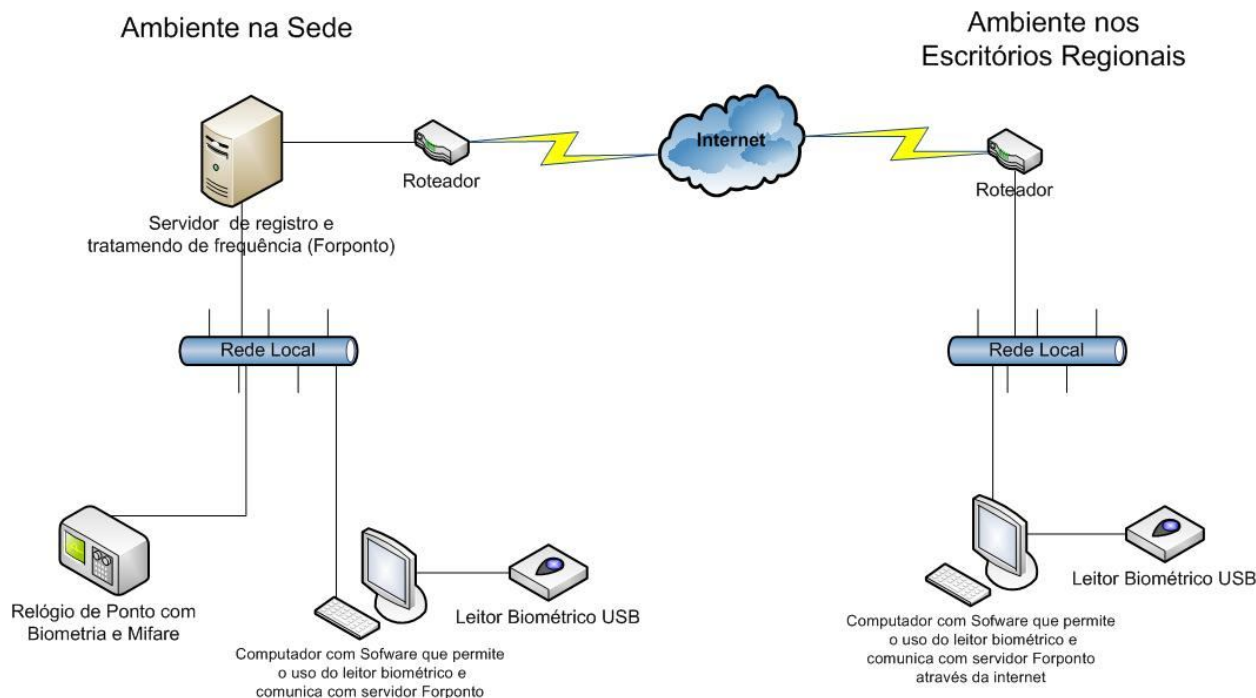 Ambiente na Sede
Ambiente nos
Escritórios Regionais
Internet
Roteador
Roteador
Servidor de registro e
tratamendo de frequência (Forponto)
Rede Local
Rede Local
Relógio de Ponto com
Biometria e Mifare
Leitor Biométrico USB
Computador com Sofware que permite
o uso do leitor biométrico e
comunica com servidor Forponto
Leitor Biométrico USB
Computador com Sofware que permite
o uso do leitor biométrico e
comunica com servidor Forponto
através da internet